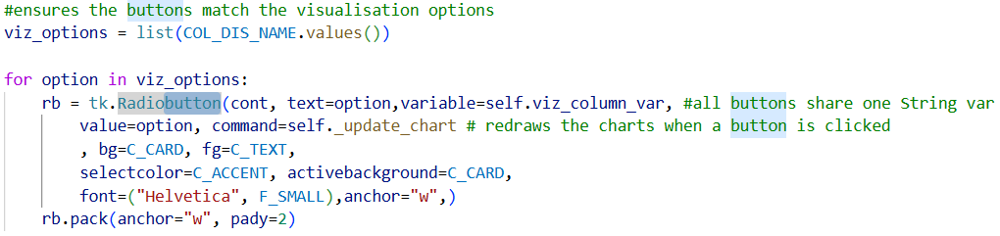 #ensures the buttons match the visualisation options
viz_options = list(COL_DIS_NAME.values())
for option in viz_options:
rb = tk.Radiobutton(cont, text=option,variable=self.viz_column_var, #all buttons share one String var
value=option, command=self._update_chart # redraws the charts when a button is clicked
, bg=C_CARD, fg=C_TEXT,
selectcolor=C_ACCENT, activebackground=C_CARD,
font=("Helvetica", F_SMALL),anchor="w",)
rb.pack(anchor="w", pady=2)